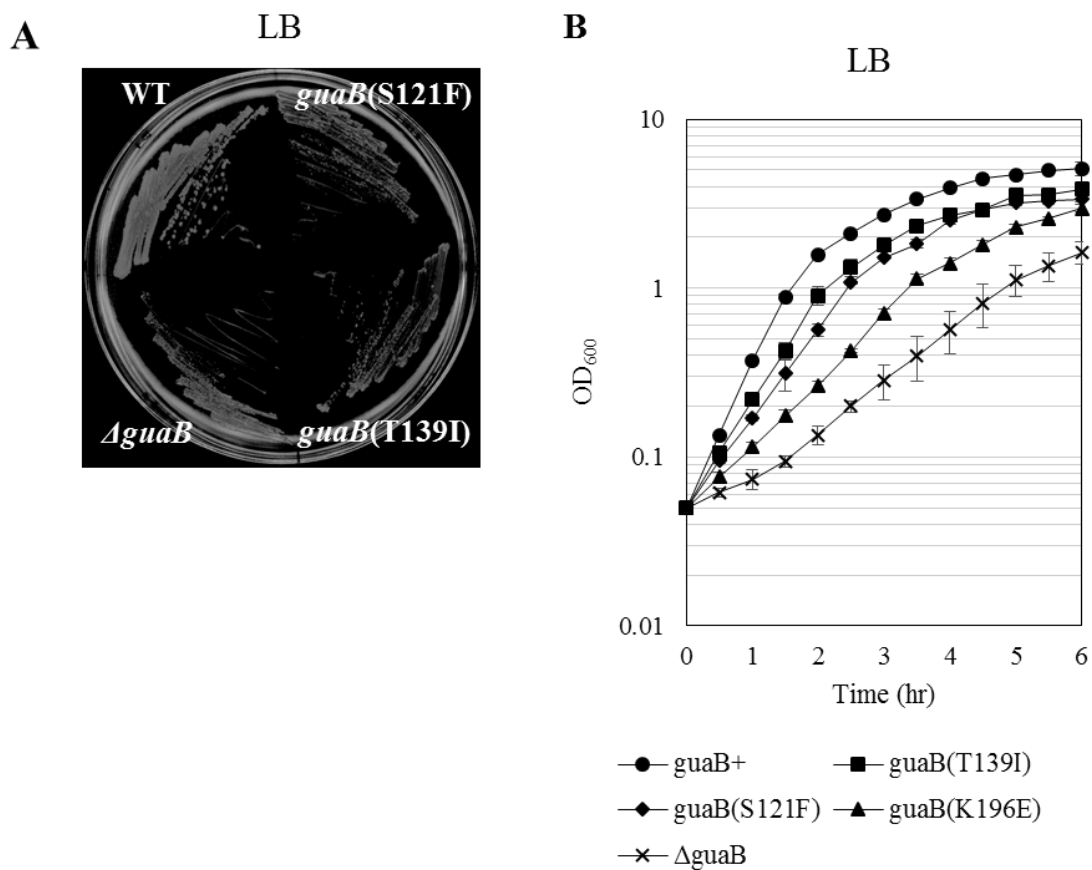 A
LB
WT
guaB(S121F)
ΔguaB
guaB(T139I)
B
LB
10
1
0.1
0.01
OD600
0 1 2 3 4 5 6
Time (hr)
guaB+
guaB(T139I)
guaB(S121F)
guaB(K196E)
ΔguaB